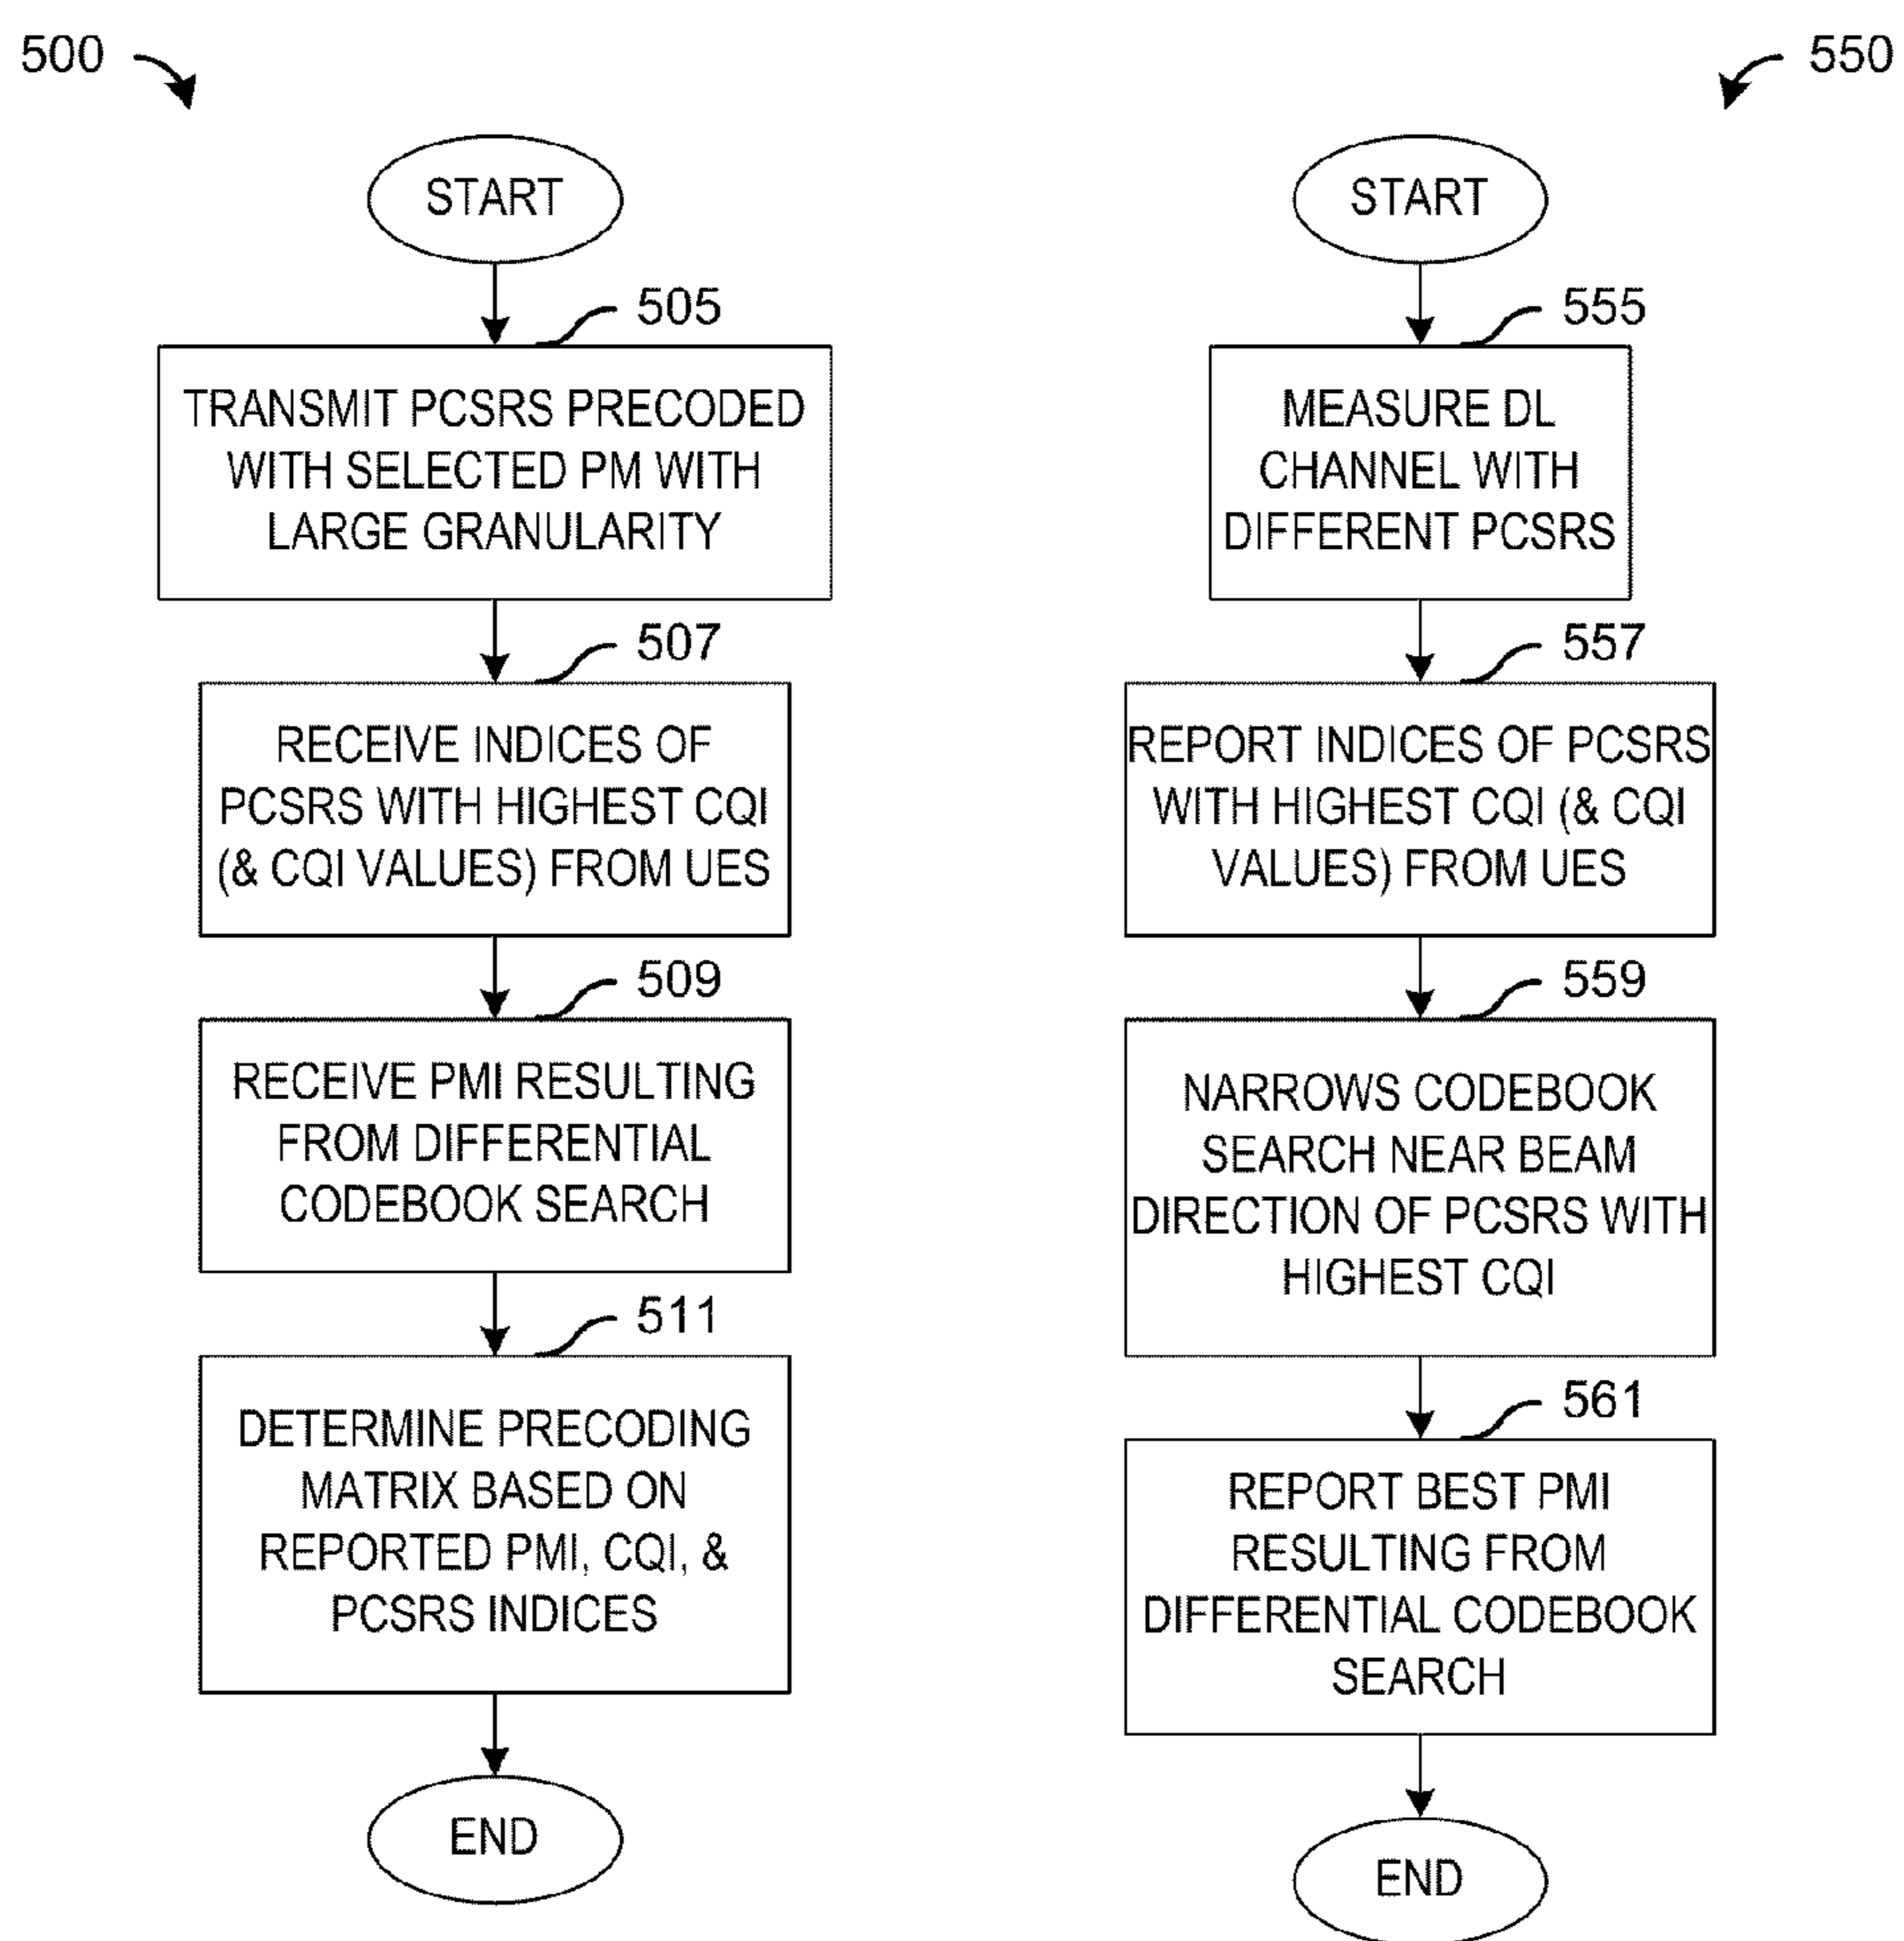 500
START
505
TRANSMIT PCSRS PRECODED
WITH SELECTED PM WITH
LARGE GRANULARITY
507
RECEIVE INDICES OF
PCSRS WITH HIGHEST CQI
(& CQI VALUES) FROM UES
509
RECEIVE PMI RESULTING
FROM DIFFERENTIAL
CODEBOOK SEARCH
511
DETERMINE PRECODING
MATRIX BASED ON
REPORTED PMI, CQI, &
PCSRS INDICES
END
550
START
555
MEASURE DL
CHANNEL WITH
DIFFERENT PCSRS
557
REPORT INDICES OF PCSRS
WITH HIGHEST CQI (& CQI
VALUES) FROM UES
559
NARROWS CODEBOOK
SEARCH NEAR BEAM
DIRECTION OF PCSRS WITH
HIGHEST CQI
561
REPORT BEST PMI
RESULTING FROM
DIFFERENTIAL CODEBOOK
SEARCH
END